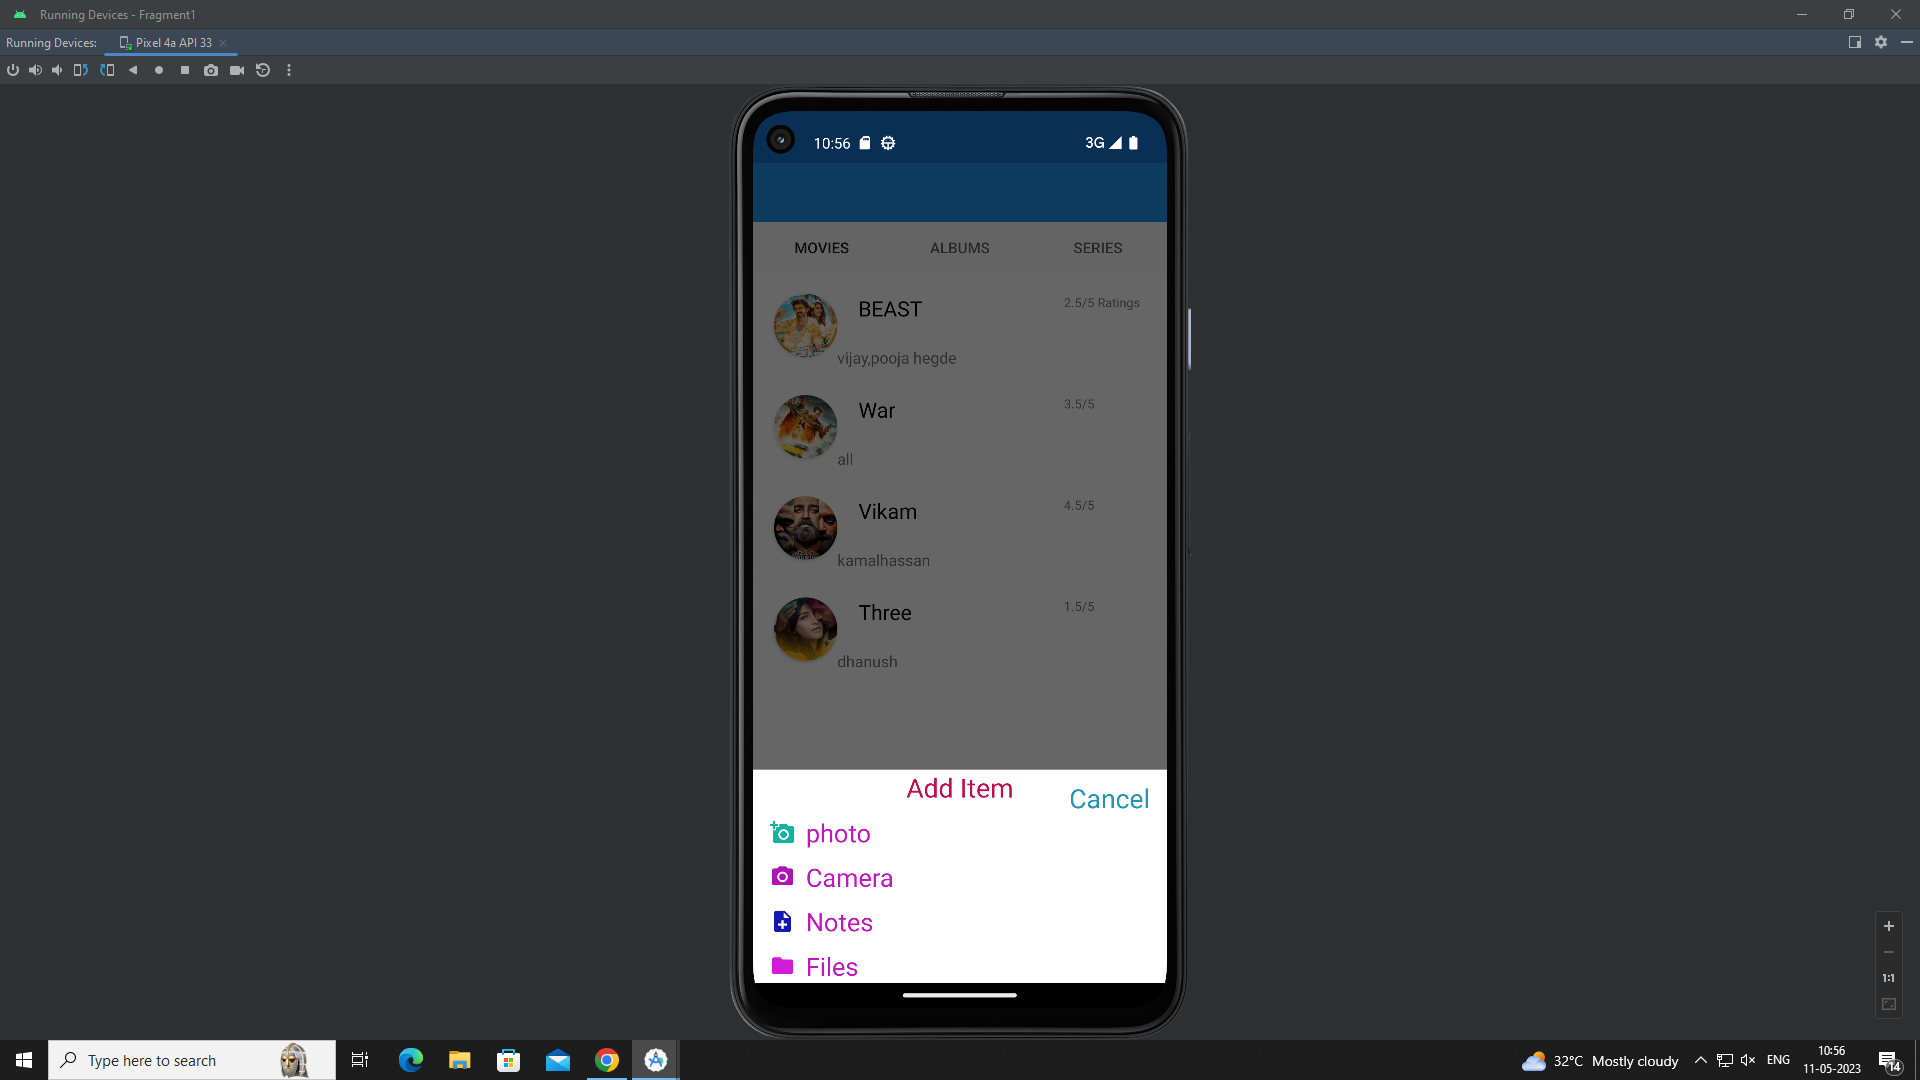 Running Devices - Fragment1
Running Devices:
Pixel 4a API 33
10:56
3G
MOVIES
ALBUMS
SERIES
BEAST
2.5/5 Ratings
vijay,pooja hegde
War
3.5/5
all
Vikam
4.5/5
kamalhassan
Three
1.5/5
dhanush
Add Item
Cancel
photo
Camera
Notes
Files
1:1
Type here to search
32°C Mostly cloudy
ENG
10:56
11-05-2023
14